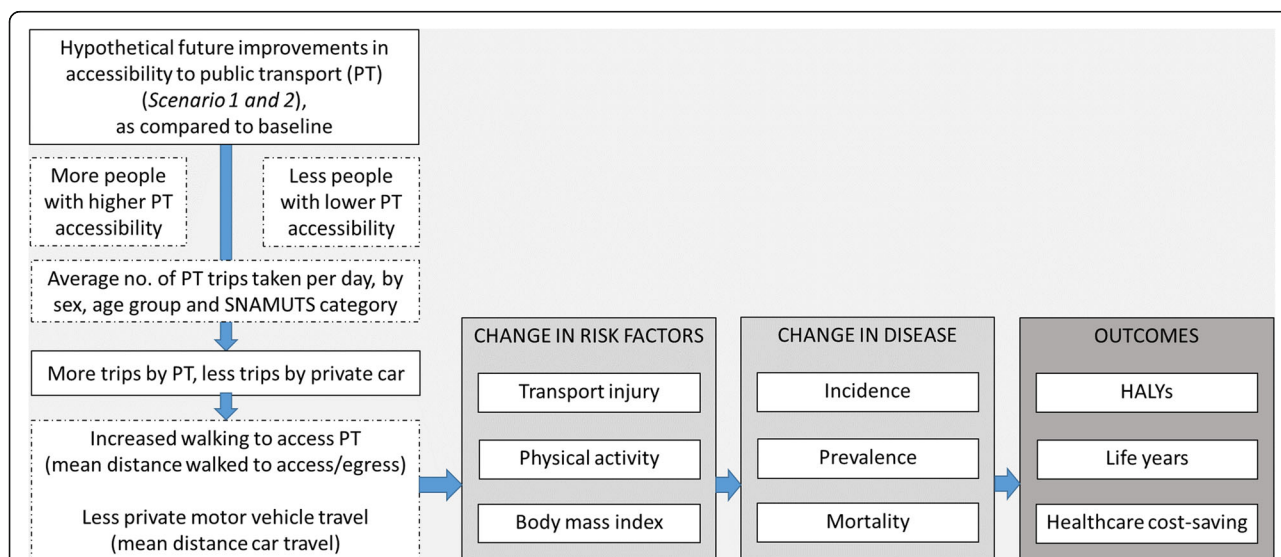 Hypothetical future improvements in
accessibility to public transport (PT)
(Scenario 1 and 2),
as compared to baseline
More people
with higher PT
accessibility
Less people
with lower PT
accessibility
Average no. of PT trips taken per day, by
sex, age group and SNAMUTS category
More trips by PT, less trips by private car
Increased walking to access PT
(mean distance walked to access/egress)
Less private motor vehicle travel
(mean distance car travel)
CHANGE IN RISK FACTORS
Transport injury
Physical activity
Body mass index
CHANGE IN DISEASE
Incidence
Prevalence
Mortality
OUTCOMES
HALYs
Life years
Healthcare cost-saving